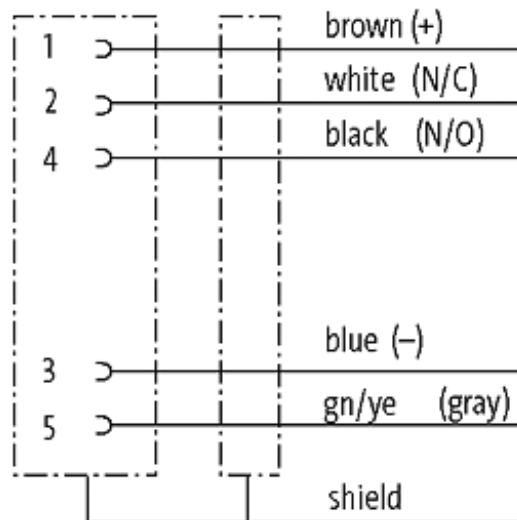 1 brown (+)
2 white (N/C)
4 black (N/O)
3 blue (–)
5 gn/ye (gray)
shield